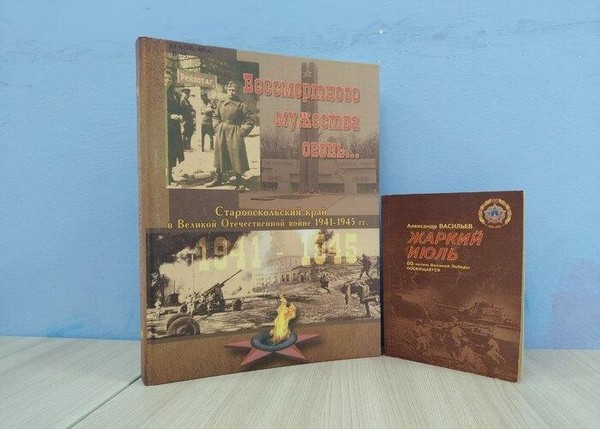 РЕЙХСТАГ
Бессмертного
мужества
огонь...
Старооскольский край
в Великой Отечественной войне 1941-1945 гг.
1941 - 1945
Александр ВАСИЛЬЕВ
ЖАРКИЙ
ИЮЛЬ
60-летию Великой Победы
ПОСВЯЩАЕТСЯ